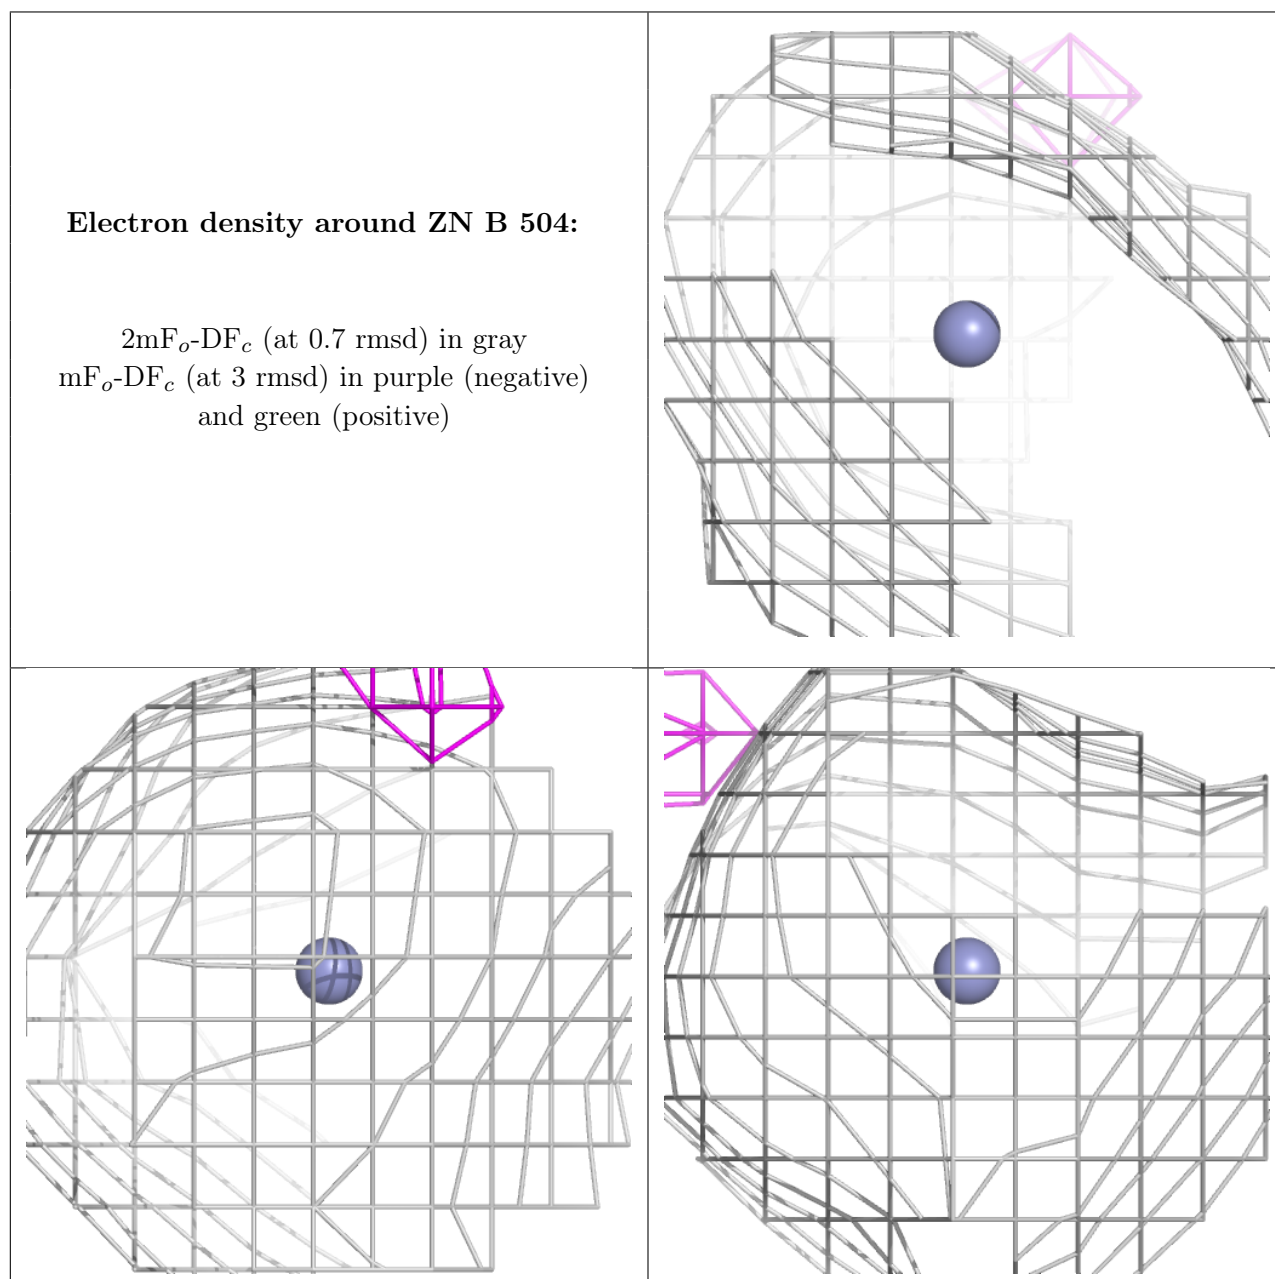 Electron density around ZN B 504:
2mFo-DFc (at 0.7 rmsd) in gray
mFo-DFc (at 3 rmsd) in purple (negative)
and green (positive)